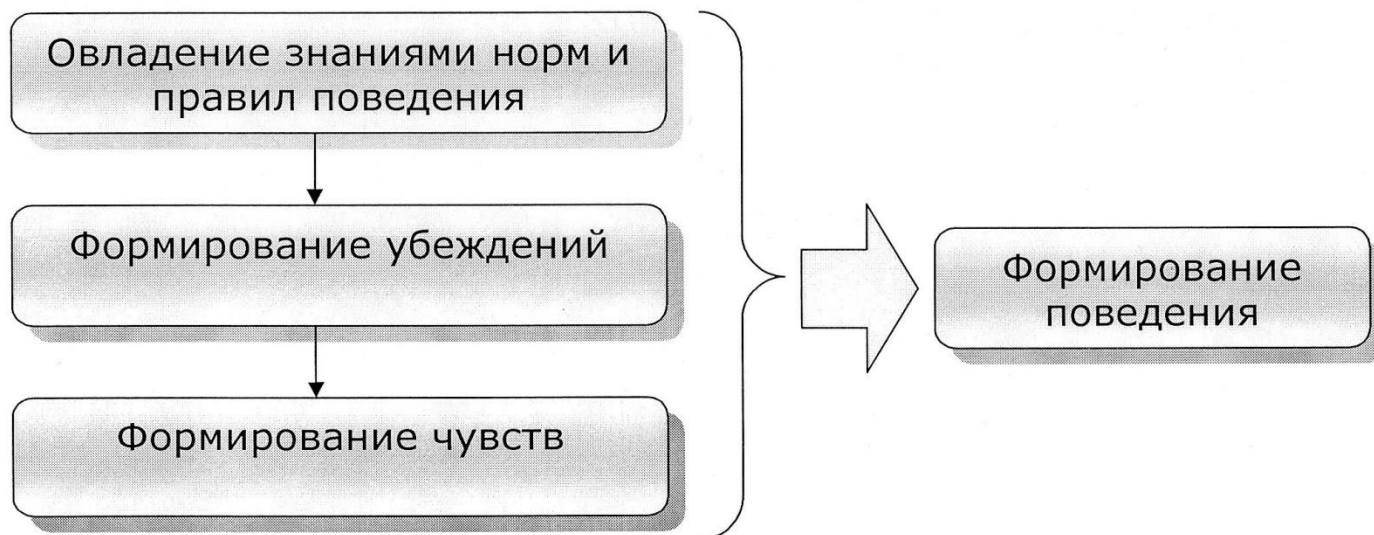 Овладение знаниями норм и
правил поведения
Формирование убеждений
Формирование чувств
Формирование
поведения